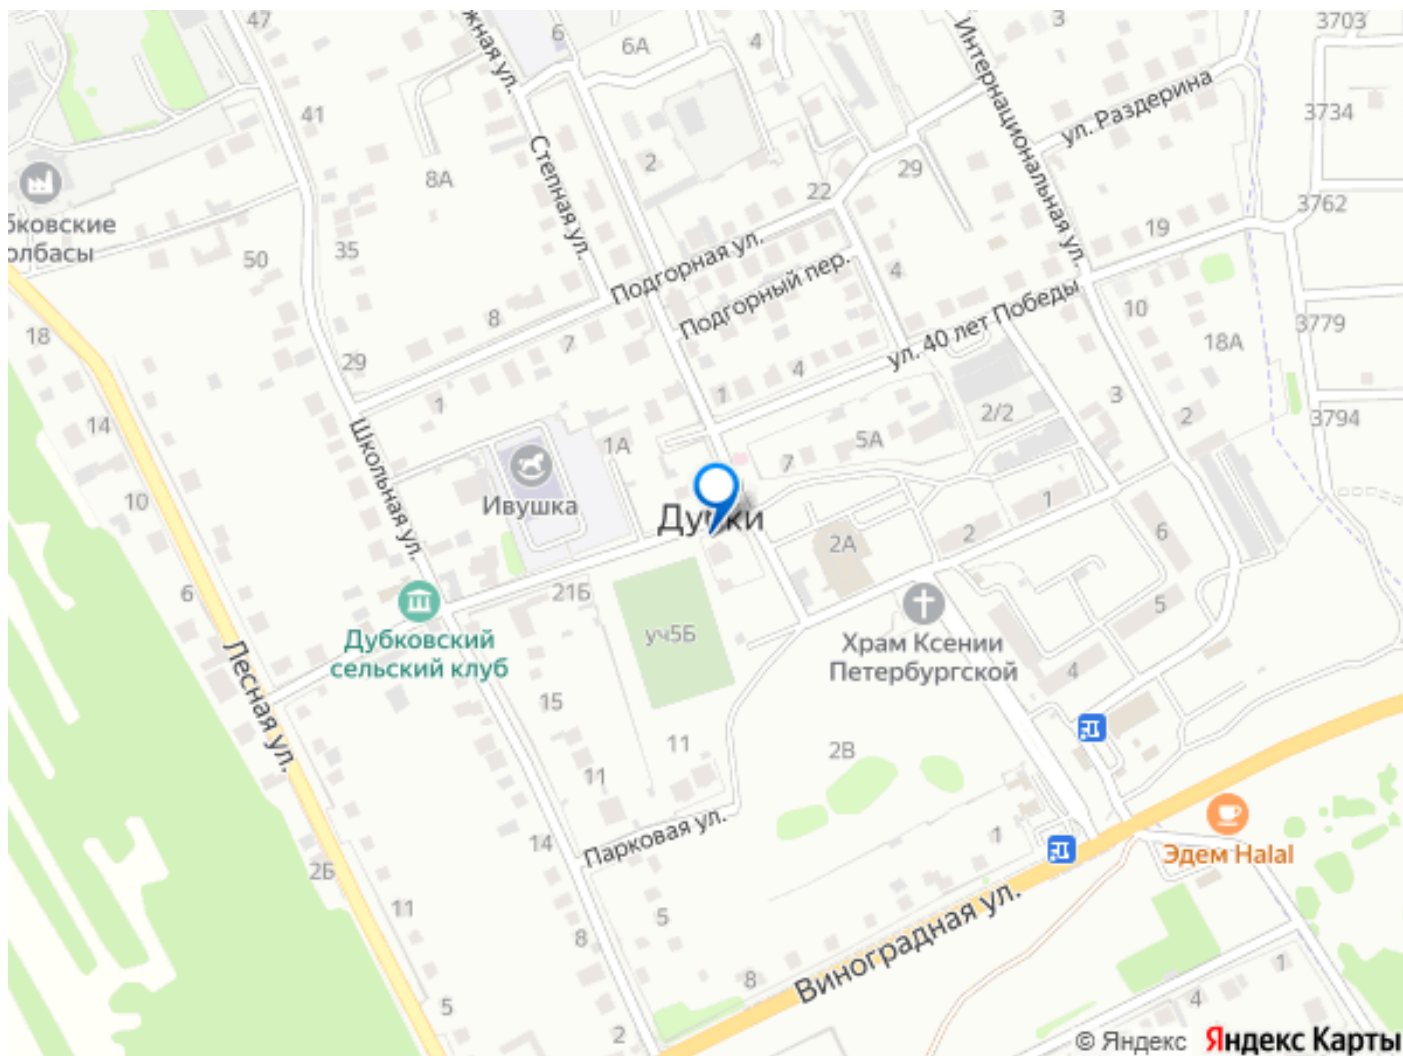 47
жная ул.
6
6А
4
Интернациональная ул.
3
3703
41
ул. Раздерина
3734
8А
Степная ул.
2
29
22
3762
бковские
олбасы
50
35
Подгорная ул.
19
Подгорный пер.
4
18
8
7
ул. 40 лет Победы
10
3779
18А
29
1
4
1
3
2/2
2
3794
14
Школьная ул.
1А
5А
7
10
Ивушка
Дубки
2А
1
2
6
6
21Б
5
Дубковский
сельский клуб
уч5Б
Храм Ксении
Петербургской
4
Лесная ул.
15
11
2В
11
Парковая ул.
14
1
Эдем Halal
2Б
11
5
8
Виноградная ул.
8
5
2
4
1
© Яндекс Яндекс Карты